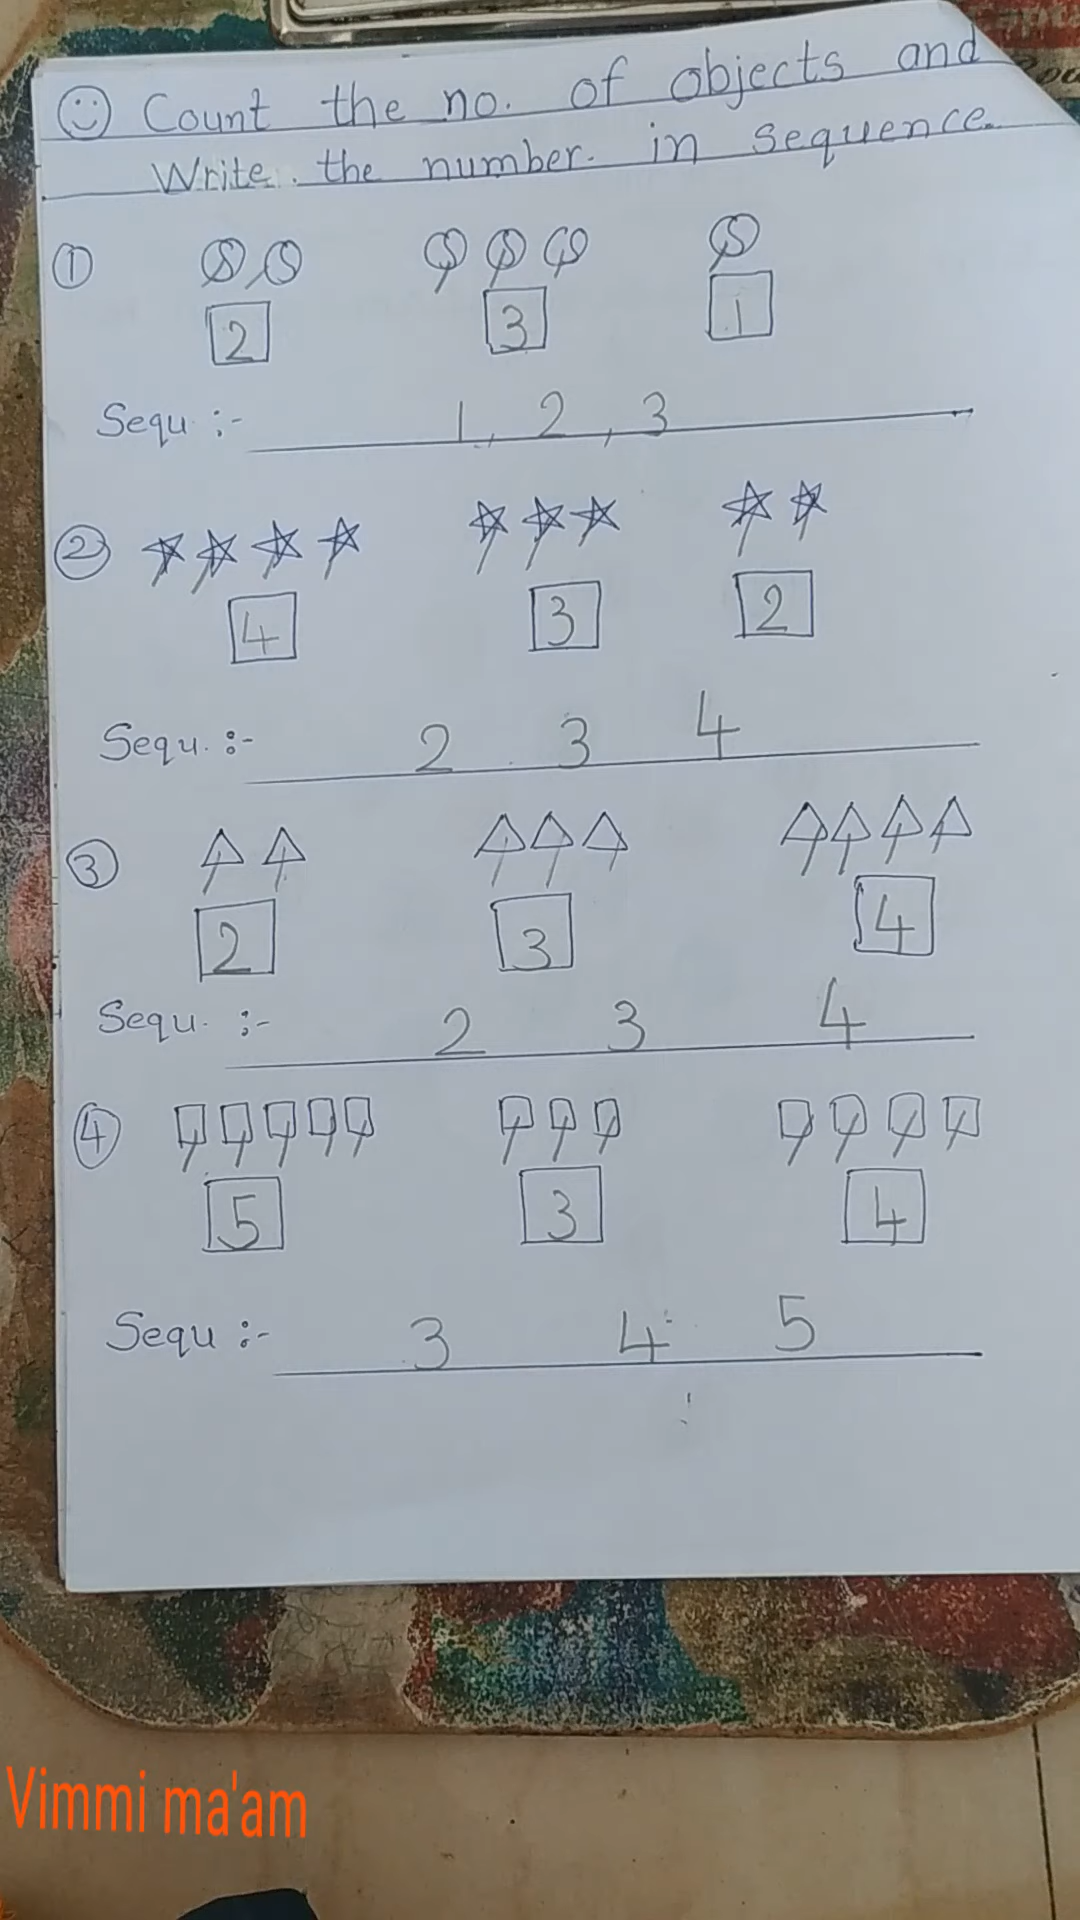 ☺ Count the no. of objects and
Write. the number. in sequence.
① 
2 3 1
Sequ :- 1, 2, 3
②
4 3 2
Sequ. :- 2 3 4
③
2 3 4
Sequ. :- 2 3 4
④
5 3 4
Sequ :- 3 4 5
Vimmi ma'am